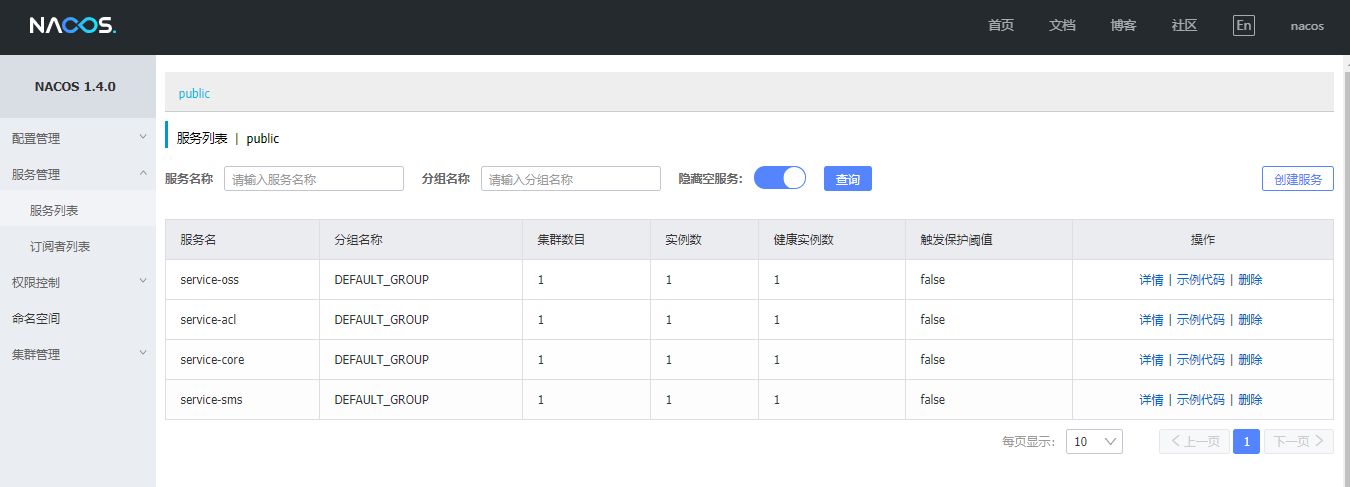 NACOS.
首页 文档 博客 社区 En nacos
NACOS 1.4.0
配置管理
服务管理
服务列表
订阅者列表
权限控制
命名空间
集群管理
public
服务列表 | public
服务名称 请输入服务名称 分组名称 请输入分组名称 隐藏空服务: 查询 创建服务
服务名 分组名称 集群数目 实例数 健康实例数 触发保护阈值 操作
service-oss DEFAULT_GROUP 1 1 1 false 详情 | 示例代码 | 删除
service-acl DEFAULT_GROUP 1 1 1 false 详情 | 示例代码 | 删除
service-core DEFAULT_GROUP 1 1 1 false 详情 | 示例代码 | 删除
service-sms DEFAULT_GROUP 1 1 1 false 详情 | 示例代码 | 删除
每页显示: 10 上一页 1 下一页